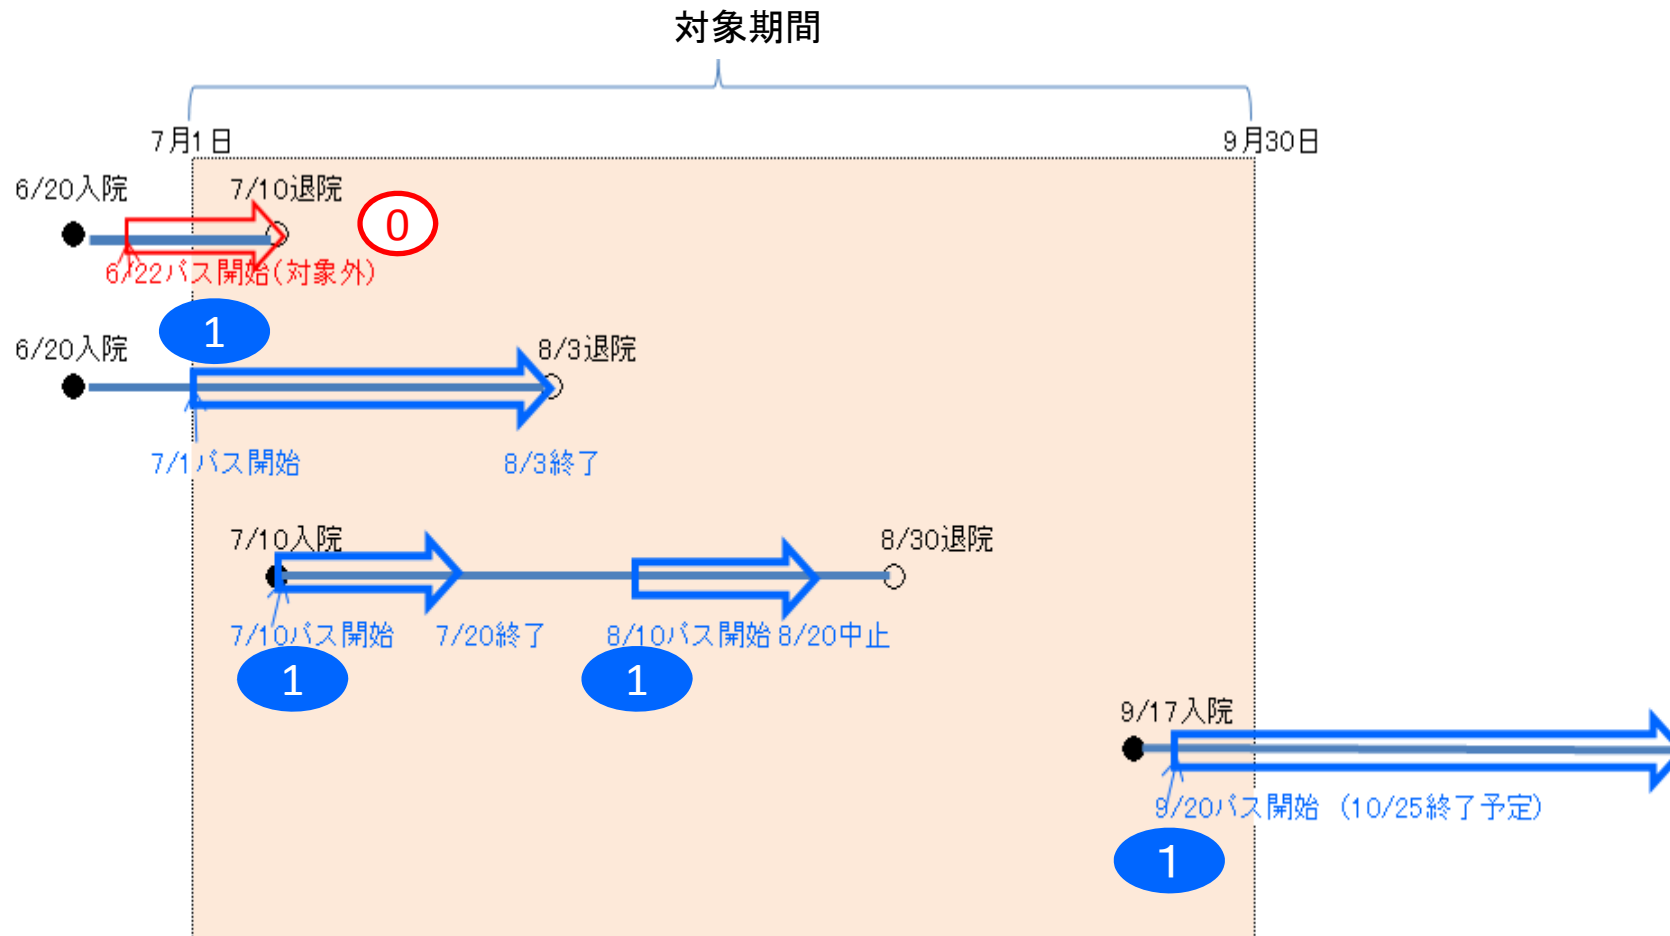 対象期間
7月1日
9月30日
6/20入院
7/10退院
0
6/22パス開始(対象外)
1
6/20入院
8/3退院
7/1パス開始
8/3終了
7/10入院
8/30退院
7/10パス開始
7/20終了
8/10パス開始
8/20中止
1
1
9/17入院
9/20パス開始 (10/25終了予定)
1